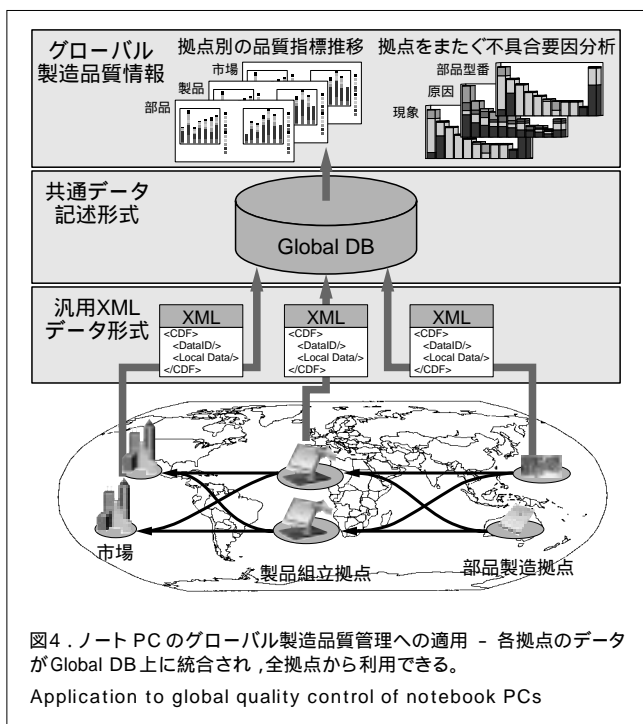 グローバル
製造品質情報
拠点別の品質指標推移
市場
製品
部品
拠点をまたぐ不具合要因分析
部品型番
原因
現象
共通データ
記述形式
Global DB
汎用XML
データ形式
XML
<CDF>
<DataID/>
<Local Data/>
</CDF>
XML
<CDF>
<DataID/>
<Local Data/>
</CDF>
XML
<CDF>
<DataID/>
<Local Data/>
</CDF>
市場
製品組立拠点
部品製造拠点
図4．ノート PC のグローバル製造品質管理への適用 － 各拠点のデータ
がGlobal DB上に統合され，全拠点から利用できる。
Application to global quality control of notebook PCs